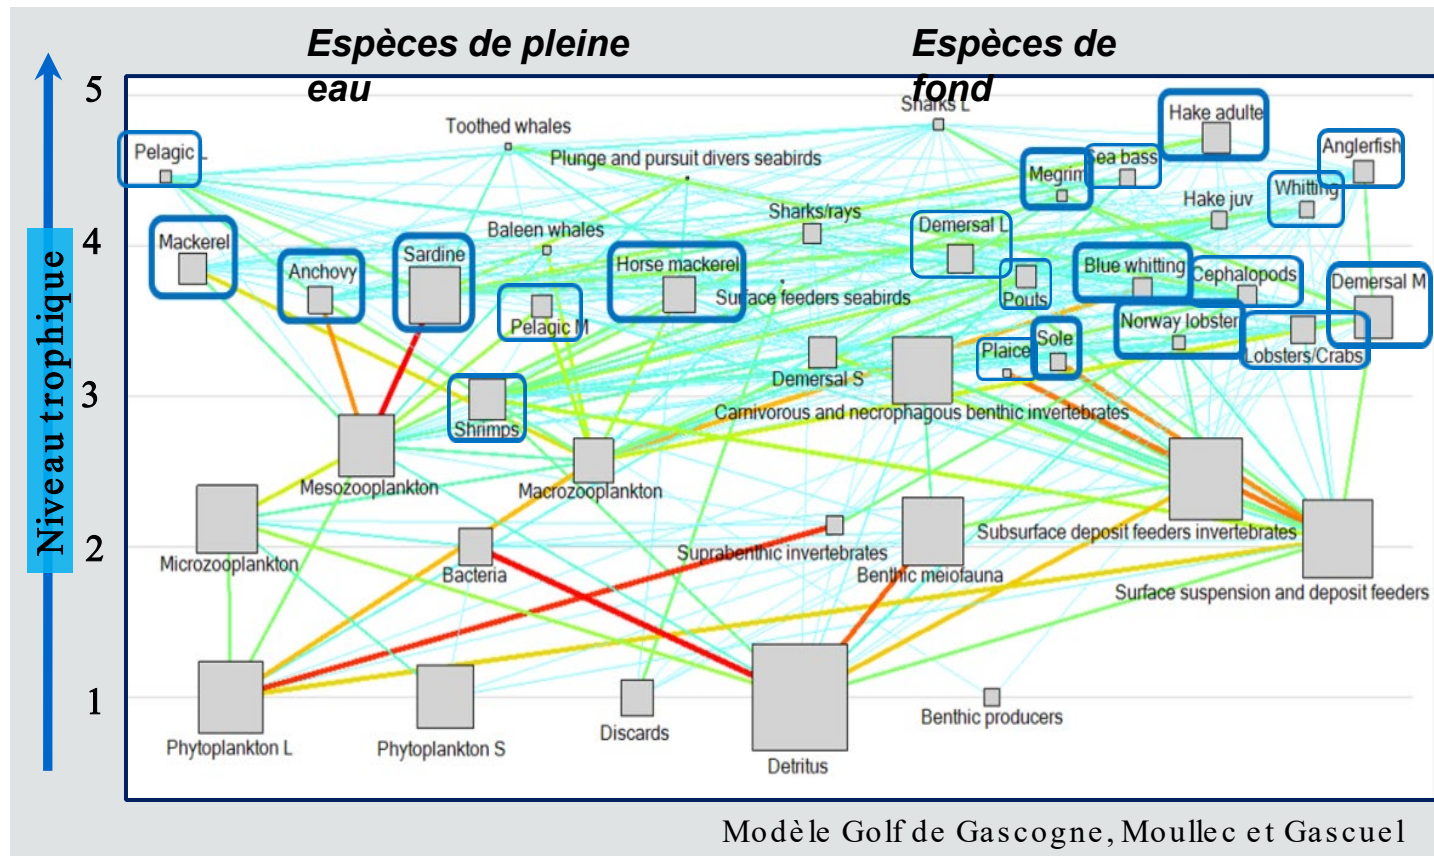 Espèces de pleine eau
Espèces de fond
Niveau trophique
5
4
3
2
1
Sharks L
Hake adulte
Toothed whales
Pelagic L
Plunge and pursuit divers seabirds
Sea bass
Anglerfish
Megrim
Whitting
Hake juv
Sharks/rays
Demersal L
Baleen whales
Mackerel
Sardine
Anchovy
Horse mackerel
Blue whitting
Cephalopods
Demersal M
Surface feeders seabirds
Pouts
Pelagic M
Norway lobster
Sole
Plaice
Lobsters/Crabs
Demersal S
Carnivorous and necrophagous benthic invertebrates
Shrimps
Mesozooplankton
Macrozooplankton
Subsurface deposit feeders invertebrates
Suprabenthic invertebrates
Microzooplankton
Bacteria
Benthic meiofauna
Surface suspension and deposit feeders
Benthic producers
Discards
Phytoplankton L
Phytoplankton S
Detritus
Modèle Golf de Gascogne, Moullec et Gascuel